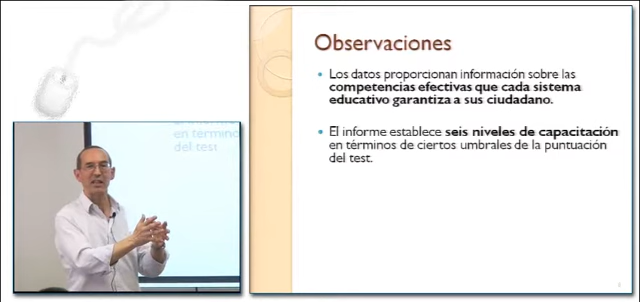 Observaciones
Los datos proporcionan información sobre las
competencias efectivas que cada sistema
educativo garantiza a sus ciudadano.
El informe establece seis niveles de capacitación
en términos de ciertos umbrales de la puntuación
del test.
en término
del test